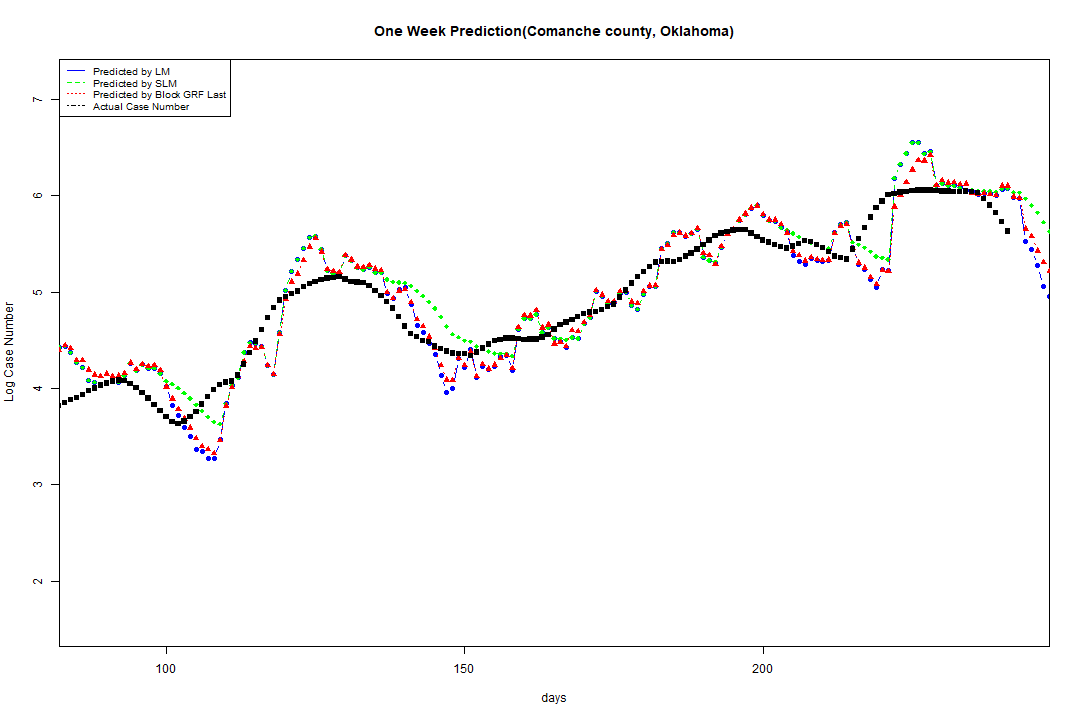 One Week Prediction(Comanche county, Oklahoma)
Predicted by LM
Predicted by SLM
Predicted by Block GRF Last
Actual Case Number
7
6
5
4
3
2
Log Case Number
100 150 200
days